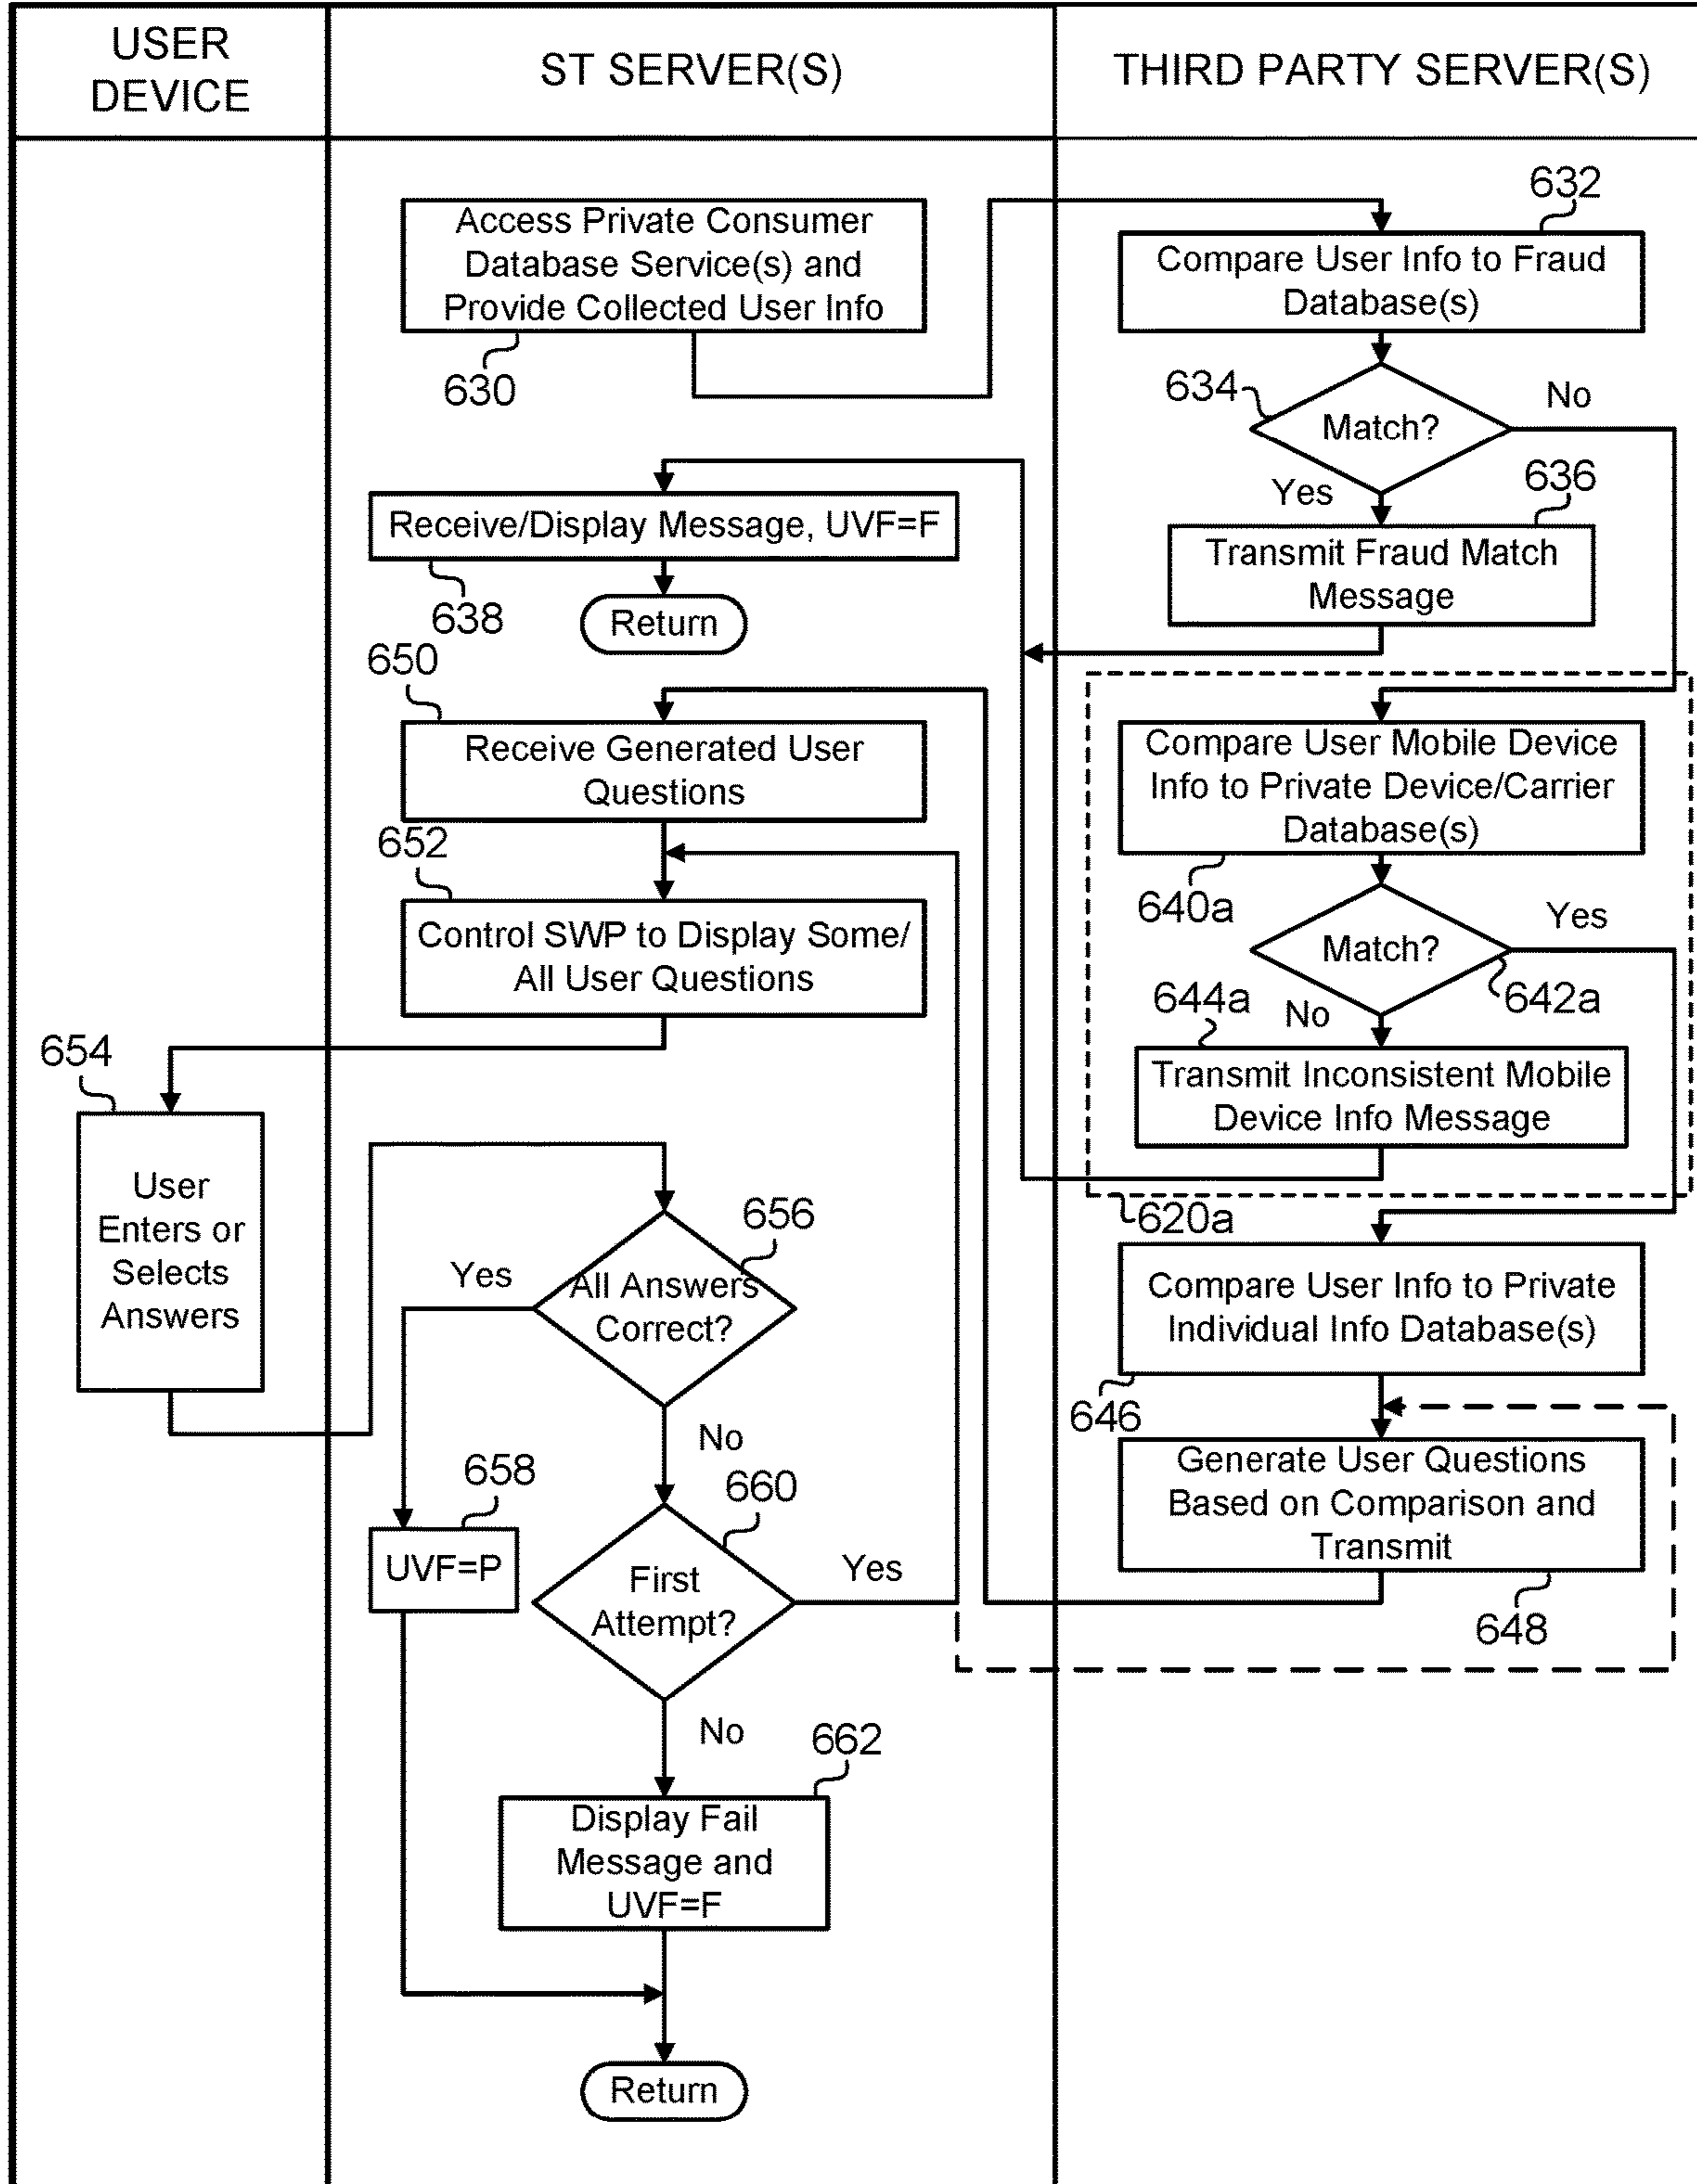 USER
DEVICE
ST SERVER(S)
THIRD PARTY SERVER(S)
Access Private Consumer
Database Service(s) and
Provide Collected User Info
630
632
Compare User Info to Fraud
Database(s)
634
Match?
No
Yes
636
Transmit Fraud Match
Message
Receive/Display Message, UVF=F
638
Return
650
Receive Generated User
Questions
652
Control SWP to Display Some/
All User Questions
Compare User Mobile Device
Info to Private Device/Carrier
Database(s)
640a
Match?
Yes
642a
644a
No
Transmit Inconsistent Mobile
Device Info Message
620a
654
User
Enters or
Selects
Answers
656
Yes
All Answers
Correct?
No
Compare User Info to Private
Individual Info Database(s)
646
Generate User Questions
Based on Comparison and
Transmit
648
658
UVF=P
660
First
Attempt?
Yes
No
662
Display Fail
Message and
UVF=F
Return